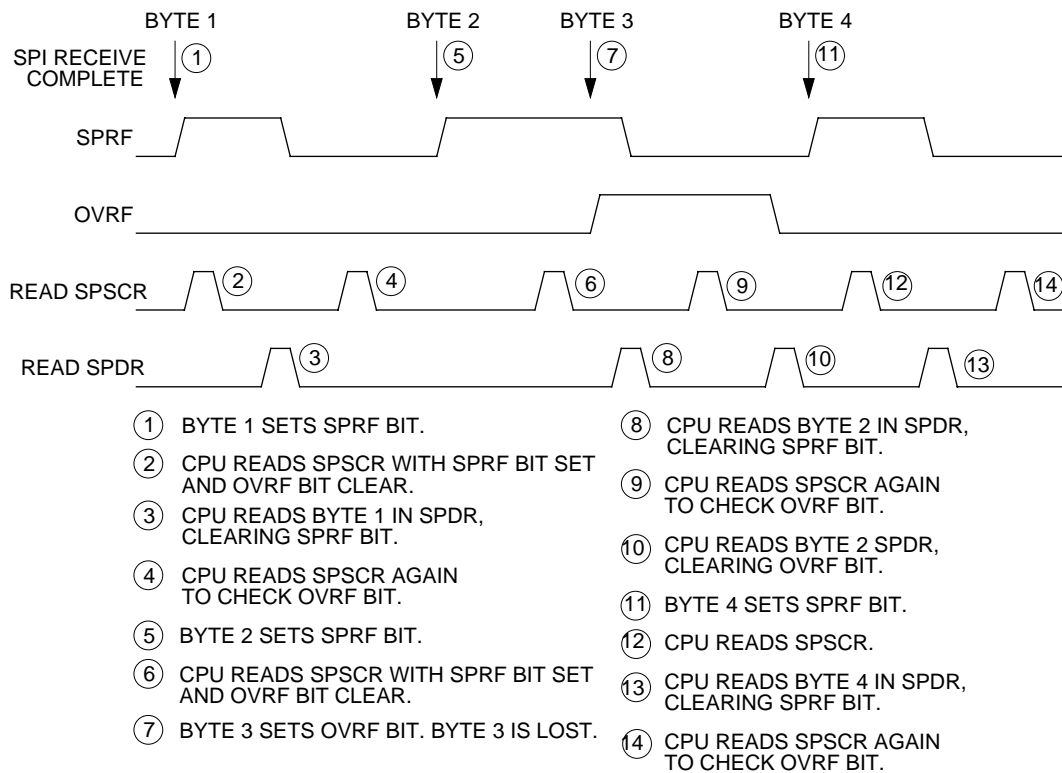 BYTE 1 BYTE 2 BYTE 3 BYTE 4
SPI RECEIVE
COMPLETE
1 5 7 11
SPRF
OVRF
READ SPSCR
2 4 6 9 12 14
READ SPDR
3 8 10 13
1 BYTE 1 SETS SPRF BIT.
2 CPU READS SPSCR WITH SPRF BIT SET
AND OVRF BIT CLEAR.
3 CPU READS BYTE 1 IN SPDR,
CLEARING SPRF BIT.
4 CPU READS SPSCR AGAIN
TO CHECK OVRF BIT.
5 BYTE 2 SETS SPRF BIT.
6 CPU READS SPSCR WITH SPRF BIT SET
AND OVRF BIT CLEAR.
7 BYTE 3 SETS OVRF BIT. BYTE 3 IS LOST.
8 CPU READS BYTE 2 IN SPDR,
CLEARING SPRF BIT.
9 CPU READS SPSCR AGAIN
TO CHECK OVRF BIT.
10 CPU READS BYTE 2 SPDR,
CLEARING OVRF BIT.
11 BYTE 4 SETS SPRF BIT.
12 CPU READS SPSCR.
13 CPU READS BYTE 4 IN SPDR,
CLEARING SPRF BIT.
14 CPU READS SPSCR AGAIN
TO CHECK OVRF BIT.